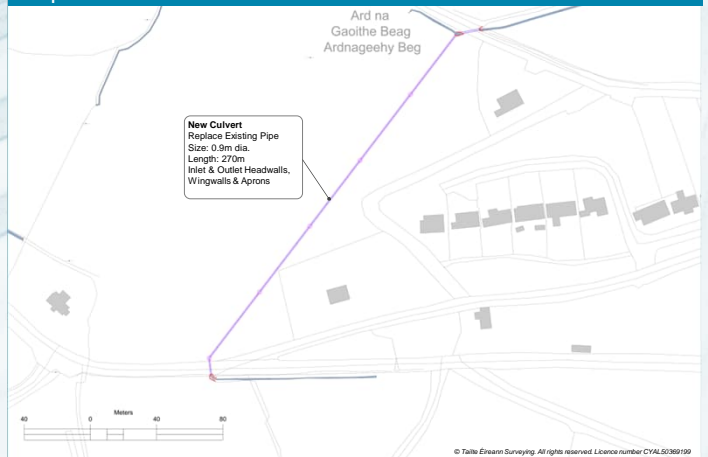 Ard na
Gaoithe Beag
Ardnageehy Beg
New Culvert
Replace Existing Pipe
Size: 0.9m dia.
Length: 270m
Inlet & Outlet Headwalls,
Wingwalls & Aprons
Meters
40 0 40 80
© Tailte Éireann Surveying. All rights reserved. Licence number CYAL50369199